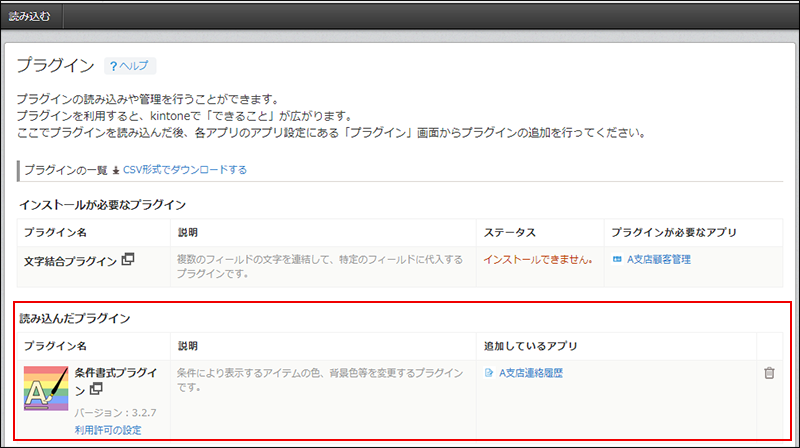 読み込む
プラグイン ?ヘルプ
プラグインの読み込みや管理を行うことができます。
プラグインを利用すると、kintoneで「できること」が広がります。
ここでプラグインを読み込んだ後、各アプリのアプリ設定にある「プラグイン」画面からプラグインの追加を行ってください。
プラグインの一覧 CSV形式でダウンロードする
インストールが必要なプラグイン
プラグイン名 説明 ステータス プラグインが必要なアプリ
文字結合プラグイン 複数のフィールドの文字を連結して、特定のフィールドに代入する インストールできません。 A支店顧客管理
プラグインです。
読み込んだプラグイン
プラグイン名 説明 追加しているアプリ
条件書式プラグイ 条件により表示するアイテムの色、背景色等を変更するプラグイン A支店連絡履歴
ン です。
バージョン：3.2.7
利用許可の設定